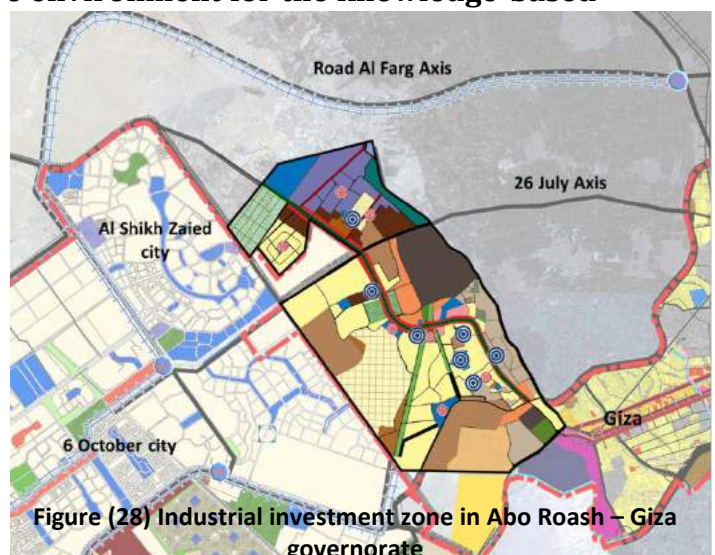 Road Al Farg Axis
26 July Axis
Al Shikh Zaied
city
6 October city
Giza
Figure (28) Industrial investment zone in Abo Roash – Giza
governorate